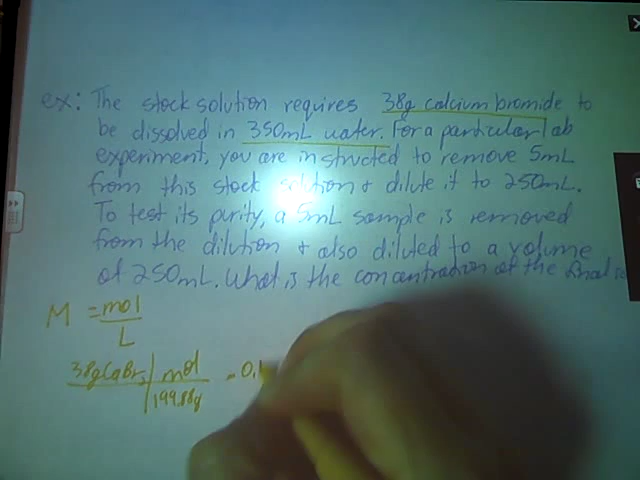 ex: The stock solution requires 38g calcium bromide to
be dissolved in 350mL water. For a particular lab
experiment, you are instructed to remove 5mL
from this stock solution & dilute it to 250mL.
To test its purity, a 5mL sample is removed
from the dilution & also diluted to a volume
of 250mL. What is the concentration of the final
M = mol
L
38g CaBr2 | mol = 0.1
199.88g